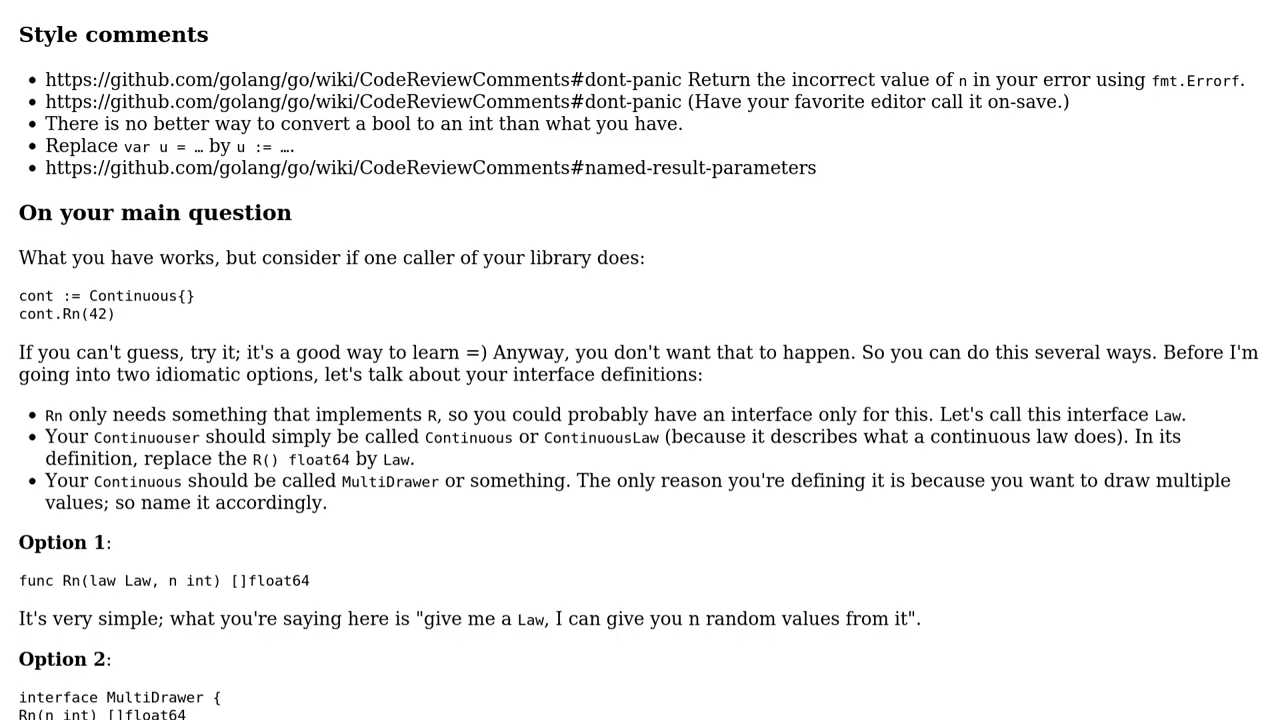 Style comments
• https://github.com/golang/go/wiki/CodeReviewComments#dont-panic Return the incorrect value of n in your error using fmt.Errorf.
• https://github.com/golang/go/wiki/CodeReviewComments#dont-panic (Have your favorite editor call it on-save.)
• There is no better way to convert a bool to an int than what you have.
• Replace var u = … by u := ….
• https://github.com/golang/go/wiki/CodeReviewComments#named-result-parameters
On your main question
What you have works, but consider if one caller of your library does:
cont := Continuous{}
cont.Rn(42)
If you can't guess, try it; it's a good way to learn =) Anyway, you don't want that to happen. So you can do this several ways. Before I'm
going into two idiomatic options, let's talk about your interface definitions:
• Rn only needs something that implements R, so you could probably have an interface only for this. Let's call this interface Law.
• Your Continuouser should simply be called Continuous or ContinuousLaw (because it describes what a continuous law does). In its
definition, replace the R() float64 by Law.
• Your Continuous should be called MultiDrawer or something. The only reason you're defining it is because you want to draw multiple
values; so name it accordingly.
Option 1:
func Rn(law Law, n int) []float64
It's very simple; what you're saying here is "give me a Law, I can give you n random values from it".
Option 2:
interface MultiDrawer {
Rn(n int) []float64